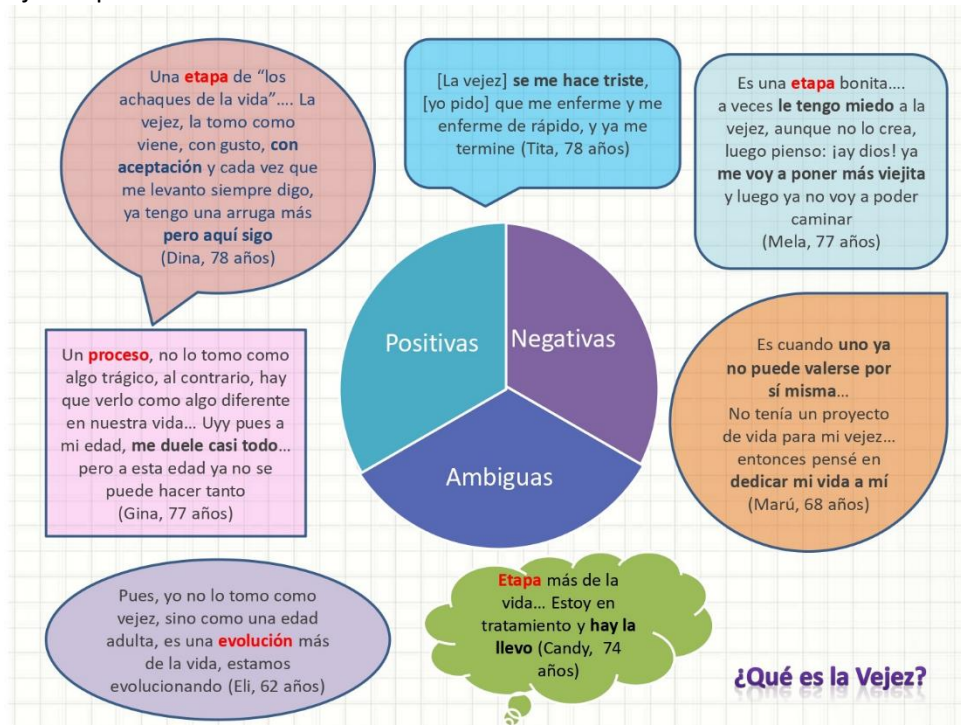 Una etapa de “los
achaques de la vida”.... La
vejez, la tomo como
viene, con gusto, con
aceptación y cada vez que
me levanto siempre digo,
ya tengo una arruga más
pero aquí sigo
(Dina, 78 años)
[La vejez] se me hace triste,
[yo pido] que me enferme y me
enferme de rápido, y ya me
termine (Tita, 78 años)
Es una etapa bonita....
a veces le tengo miedo a la
vejez, aunque no lo crea,
luego pienso: ¡ay dios! ya
me voy a poner más viejita
y luego ya no voy a poder
caminar
(Mela, 77 años)
Un proceso, no lo tomo como
algo trágico, al contrario, hay
que verlo como algo diferente
en nuestra vida... Uyy pues a
mi edad, me duele casi todo...
pero a esta edad ya no se
puede hacer tanto
(Gina, 77 años)
Positivas
Negativas
Ambiguas
Es cuando uno ya
no puede valerse por
sí misma...
No tenía un proyecto
de vida para mi vejez...
entonces pensé en
dedicar mi vida a mí
(Marú, 68 años)
Pues, yo no lo tomo como
vejez, sino como una edad
adulta, es una evolución más
de la vida, estamos
evolucionando (Eli, 62 años)
Etapa más de la
vida... Estoy en
tratamiento y hay la
llevo (Candy, 74
años)
¿Qué es la Vejez?